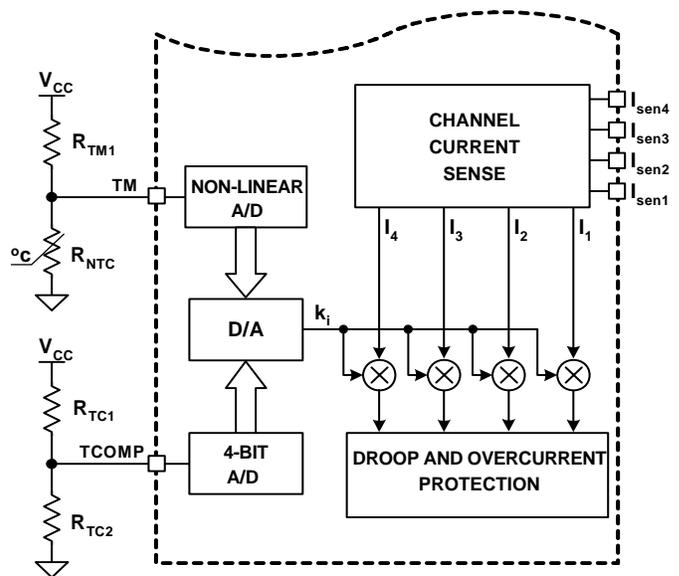 VCC
RTM1
TM
oc
RNTC
NON-LINEAR
A/D
D/A
ki
CHANNEL
CURRENT
SENSE
Isen4
Isen3
Isen2
Isen1
I4
I3
I2
I1
VCC
RTC1
TCOMP
4-BIT
A/D
RTC2
DROOP AND OVERCURRENT
PROTECTION